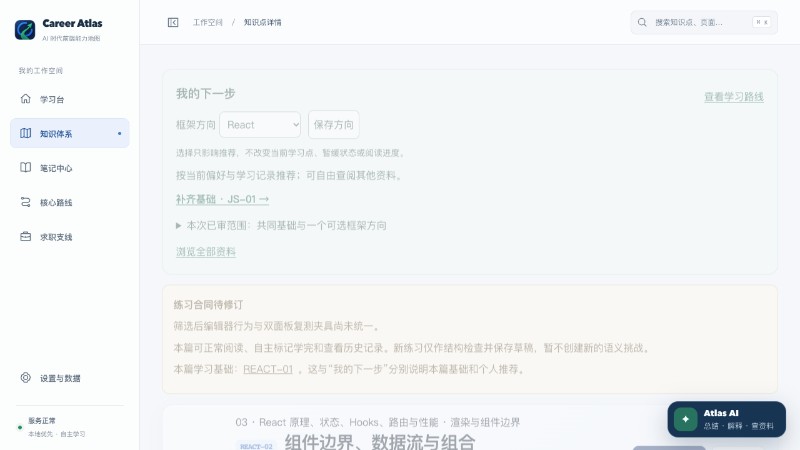 Career Atlas
AI 时代前端能力地图
我的工作空间
学习台
知识体系
笔记中心
核心路线
求职支线
设置与数据
服务正常
本地优先 · 自主学习
工作空间 / 知识点详情
搜索知识点、页面...
我的下一步
查看学习路线
框架方向 React 保存方向
选择只影响推荐，不改变当前学习点、暂缓状态或阅读进度。
按当前偏好与学习记录推荐；可自由查阅其他资料。
补齐基础 · JS-01 →
▶ 本次已审范围：共同基础与一个可选框架方向
浏览全部资料
练习合同待修订
筛选后编辑器行为与双面板复测夹具尚未统一。
本篇可正常阅读、自主标记学完和查看历史记录。新练习仅作结构检查并保存草稿，暂不创建新的语义挑战。
本篇学习基础：REACT-01 。这与“我的下一步”分别说明本篇基础和个人推荐。
03 · React 原理、状态、Hooks、路由与性能 · 渲染与组件边界
REACT-02 组件边界、数据流与组合
Atlas AI
总结 · 解释 · 查资料